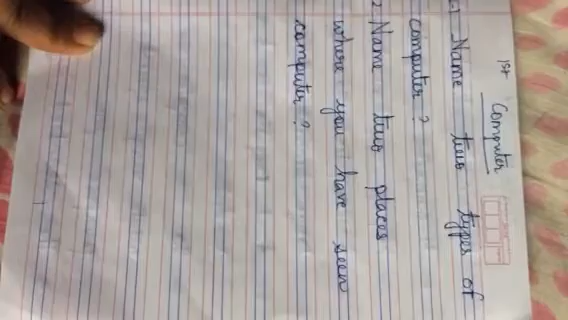 1st
Computer
1 Name two types of
computer?
2 Name two places
where you have seen
computer?